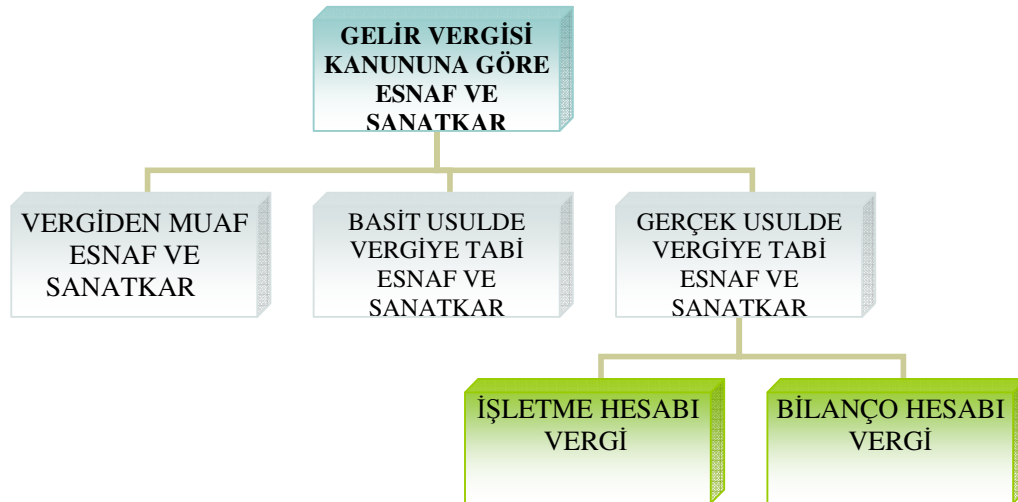 GELİR VERGİSİ
KANUNUNA GÖRE
ESNAF VE
SANATKAR
VERGİDEN MUAF
ESNAF VE
SANATKAR
BASİT USULDE
VERGİYE TABİ
ESNAF VE
SANATKAR
GERÇEK USULDE
VERGİYE TABİ
ESNAF VE
SANATKAR
İŞLETME HESABI
VERGİ
BİLANÇO HESABI
VERGİ